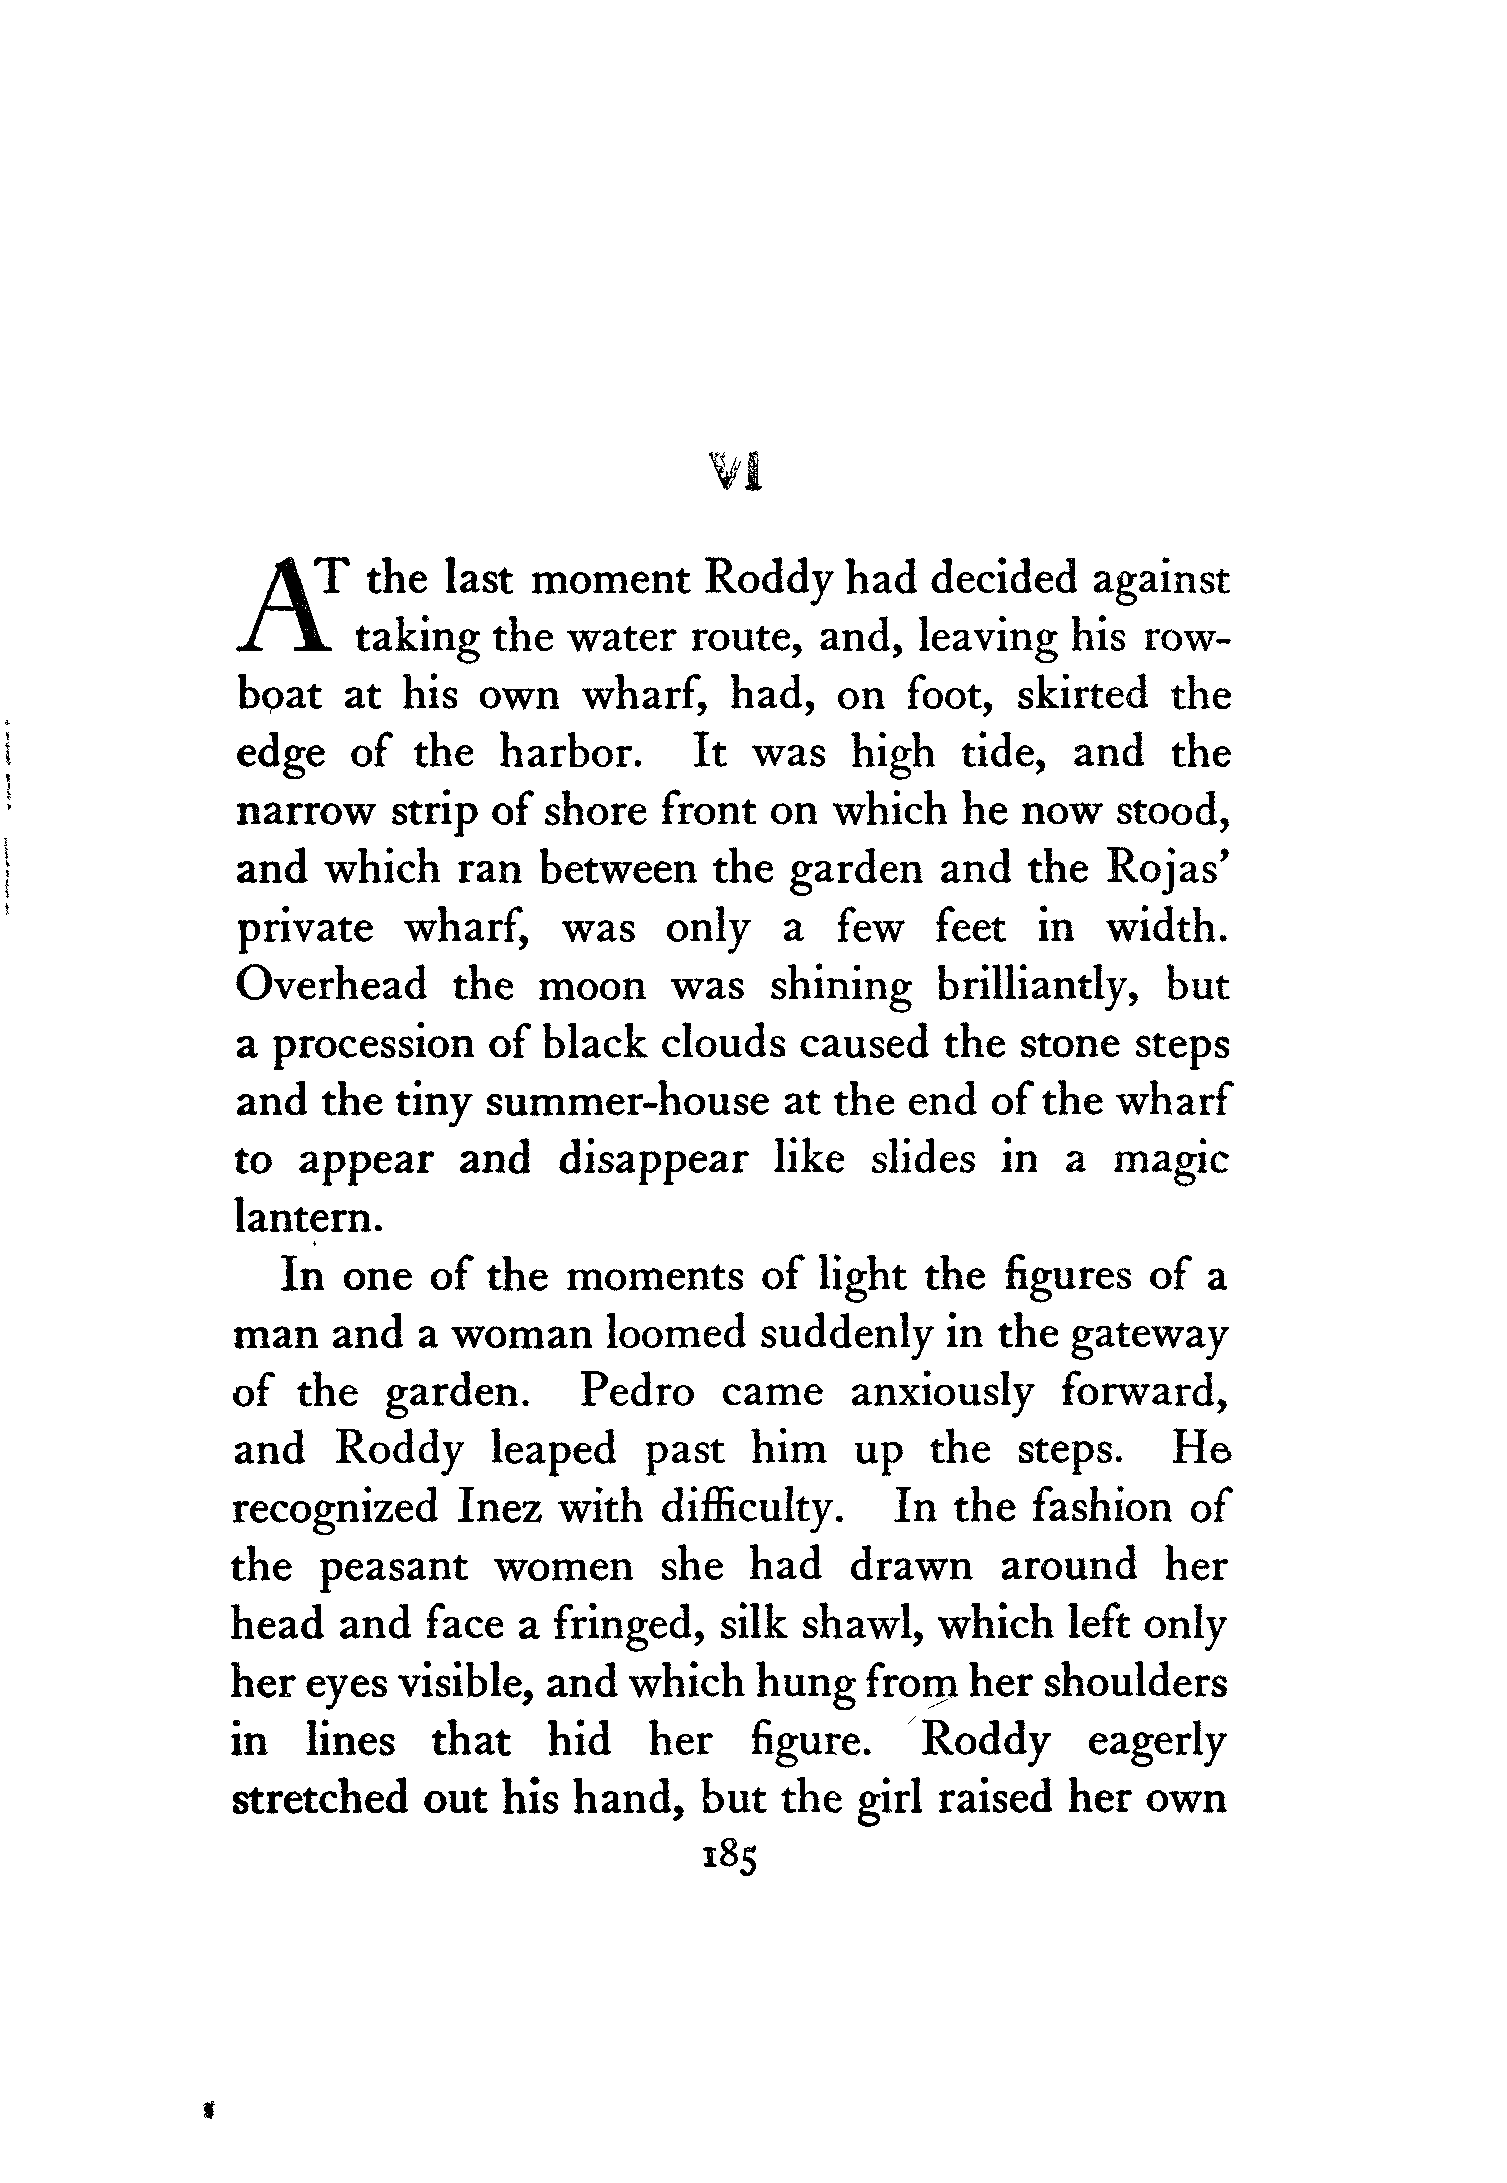 VI
AT the last moment Roddy had decided against
taking the water route, and, leaving his row-
boat at his own wharf, had, on foot, skirted the
edge of the harbor. It was high tide, and the
narrow strip of shore front on which he now stood,
and which ran between the garden and the Rojas’
private wharf, was only a few feet in width.
Overhead the moon was shining brilliantly, but
a procession of black clouds caused the stone steps
and the tiny summer-house at the end of the wharf
to appear and disappear like slides in a magic
lantern.
In one of the moments of light the figures of a
man and a woman loomed suddenly in the gateway
of the garden. Pedro came anxiously forward,
and Roddy leaped past him up the steps. He
recognized Inez with difficulty. In the fashion of
the peasant women she had drawn around her
head and face a fringed, silk shawl, which left only
her eyes visible, and which hung from her shoulders
in lines that hid her figure. Roddy eagerly
stretched out his hand, but the girl raised her own
185